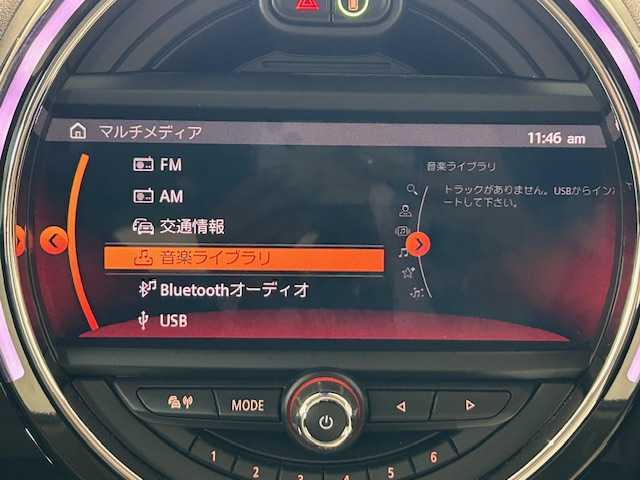 マルチメディア
11:46 am
FM
AM
交通情報
音楽ライブラリ
Bluetoothオーディオ
USB
音楽ライブラリ
トラックがありません。USBからインポ
ートして下さい。
MODE
1
2
3
4
5
6